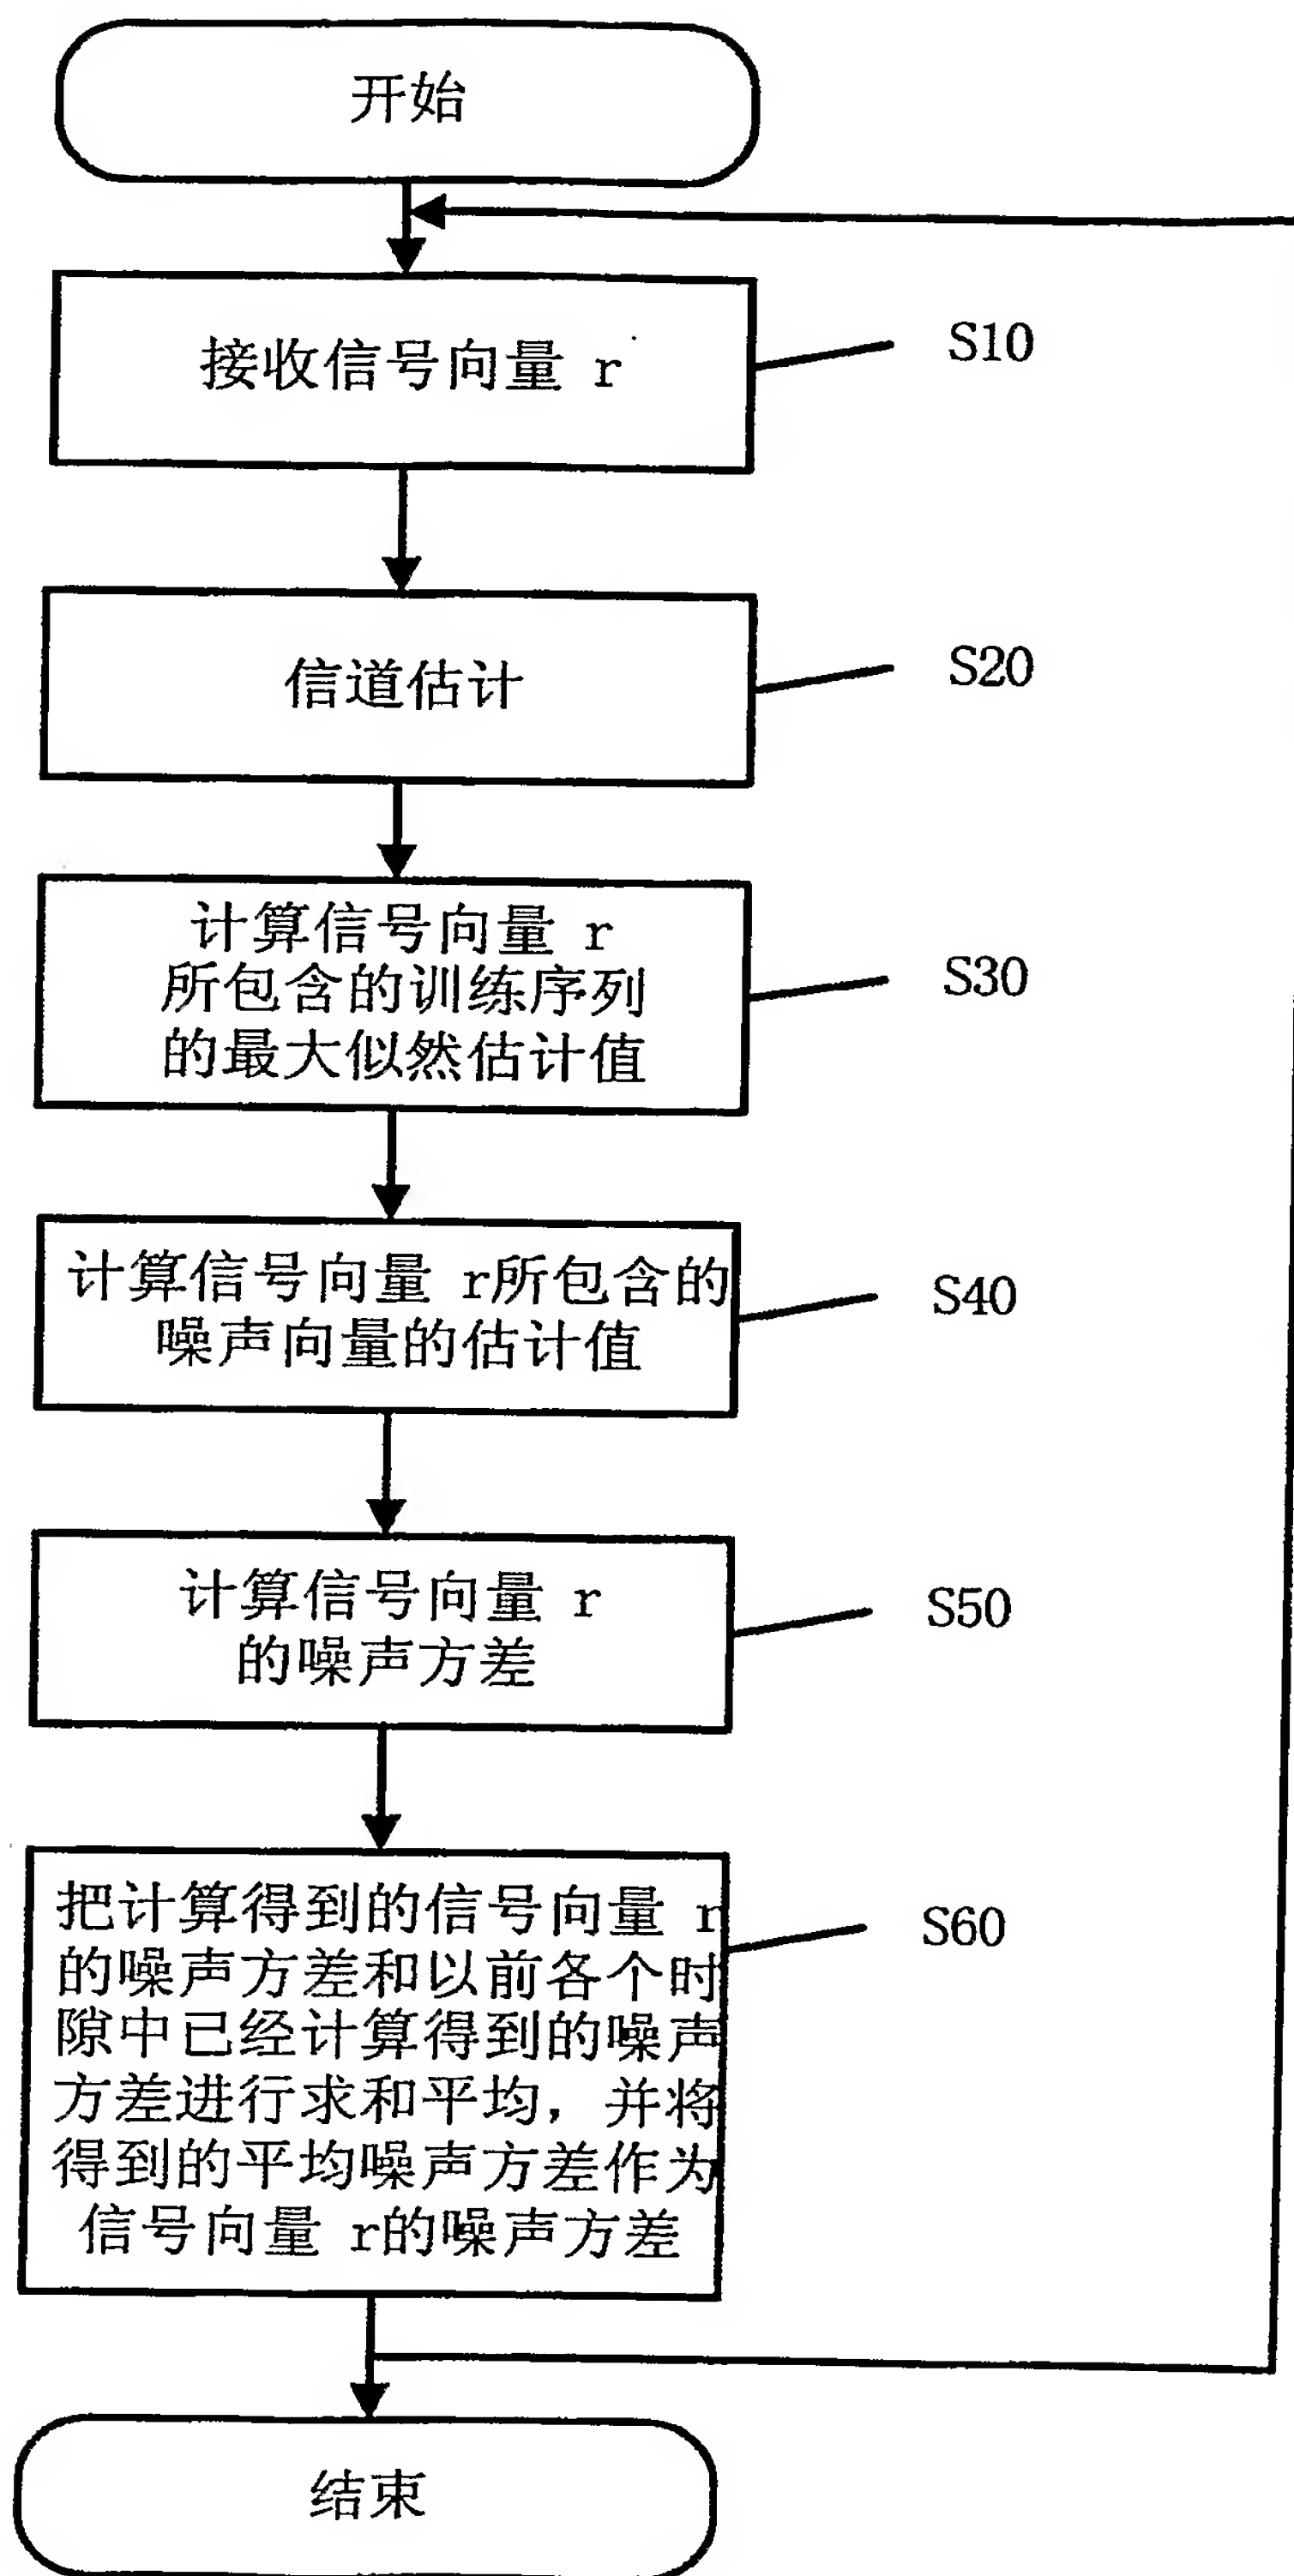 开始
接收信号向量 r
S10
信道估计
S20
计算信号向量 r
所包含的训练序列
的最大似然估计值
S30
计算信号向量 r所包含的
噪声向量的估计值
S40
计算信号向量 r
的噪声方差
S50
把计算得到的信号向量 r
的噪声方差和以前各个时
隙中已经计算得到的噪声
方差进行求和平均，并将
得到的平均噪声方差作为
信号向量 r的噪声方差
S60
结束